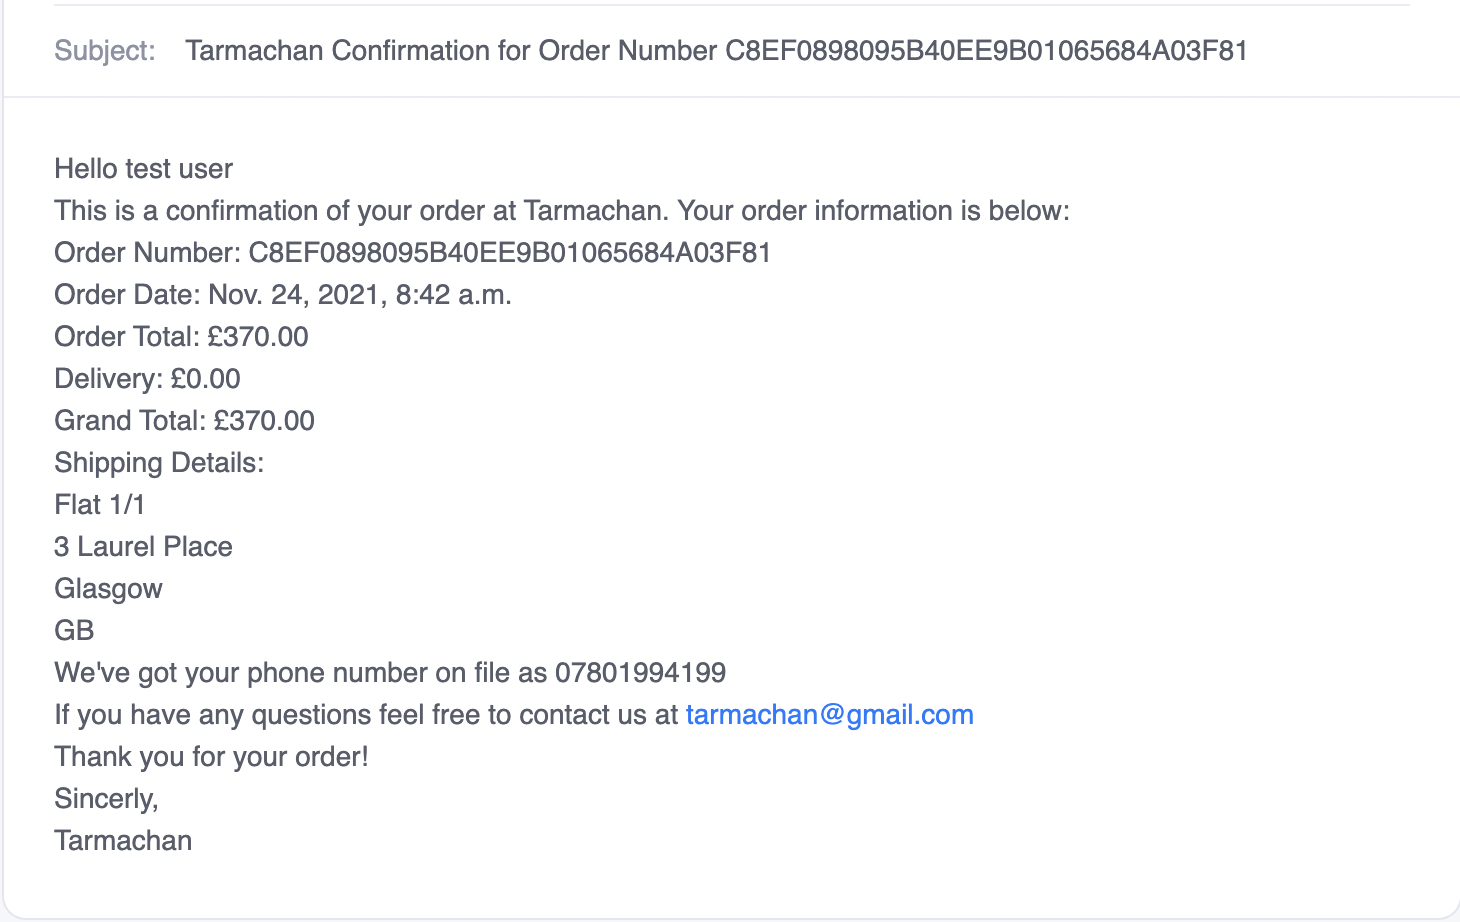 Subject: Tarmachan Confirmation for Order Number C8EF0898095B40EE9B01065684A03F81
Hello test user
This is a confirmation of your order at Tarmachan. Your order information is below:
Order Number: C8EF0898095B40EE9B01065684A03F81
Order Date: Nov. 24, 2021, 8:42 a.m.
Order Total: £370.00
Delivery: £0.00
Grand Total: £370.00
Shipping Details:
Flat 1/1
3 Laurel Place
Glasgow
GB
We've got your phone number on file as 07801994199
If you have any questions feel free to contact us at tarmachan@gmail.com
Thank you for your order!
Sincerly,
Tarmachan